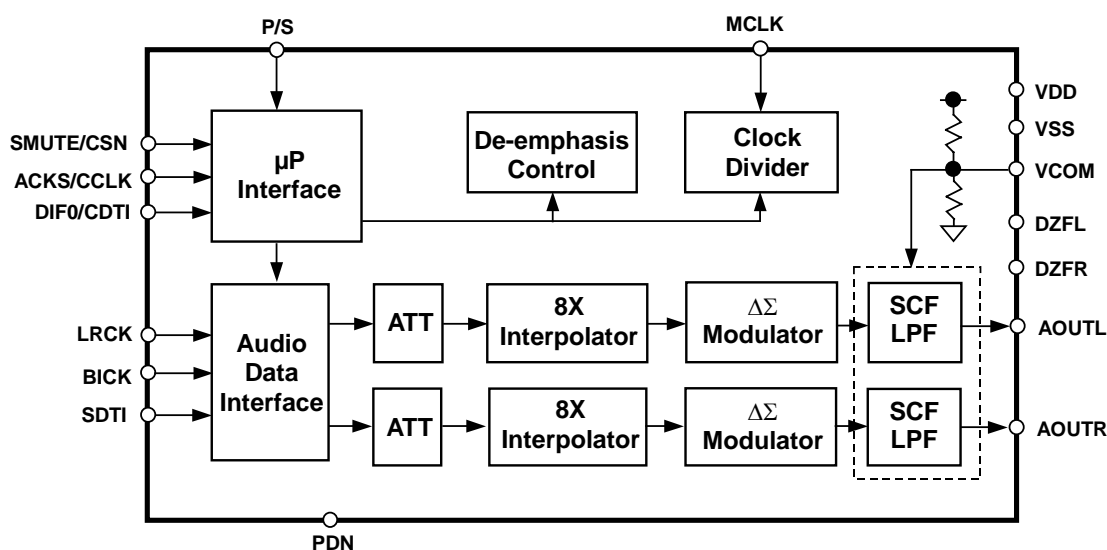 P/S
MCLK
VDD
VSS
VCOM
DZFL
DZFR
AOUTL
AOUTR
SMUTE/CSN
ACKS/CCLK
DIF0/CDTI
LRCK
BICK
SDTI
PDN
µP
Interface
De-emphasis
Control
Clock
Divider
Audio
Data
Interface
ATT
8X
Interpolator
ΔΣ
Modulator
SCF
LPF
ATT
8X
Interpolator
ΔΣ
Modulator
SCF
LPF